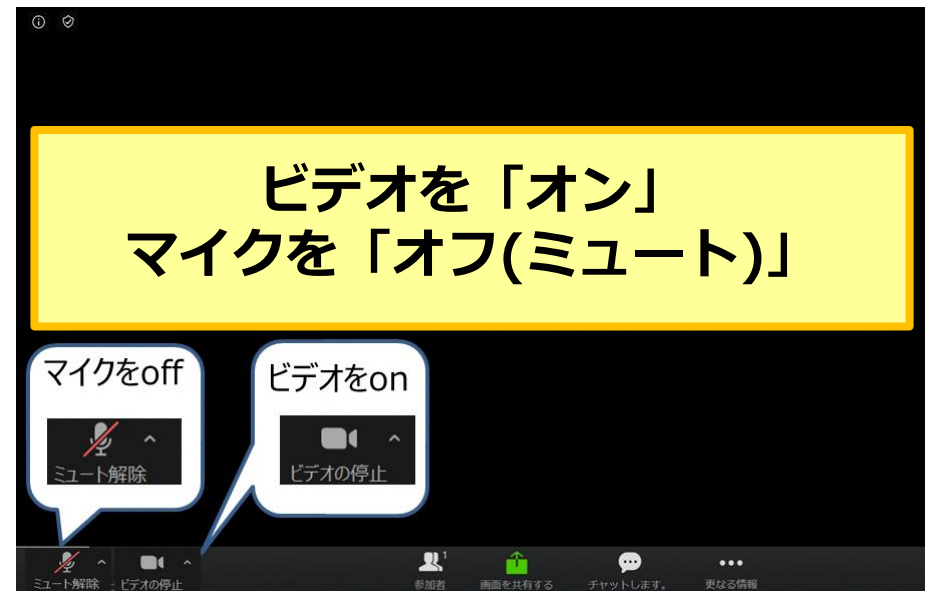 ビデオを「オン」
マイクを「オフ(ミュート)」
マイクをoff
ミュート解除
ビデオをon
ビデオの停止
ミュート解除
ビデオの停止
1
参加者
画面を共有する
チャットします。
更なる情報